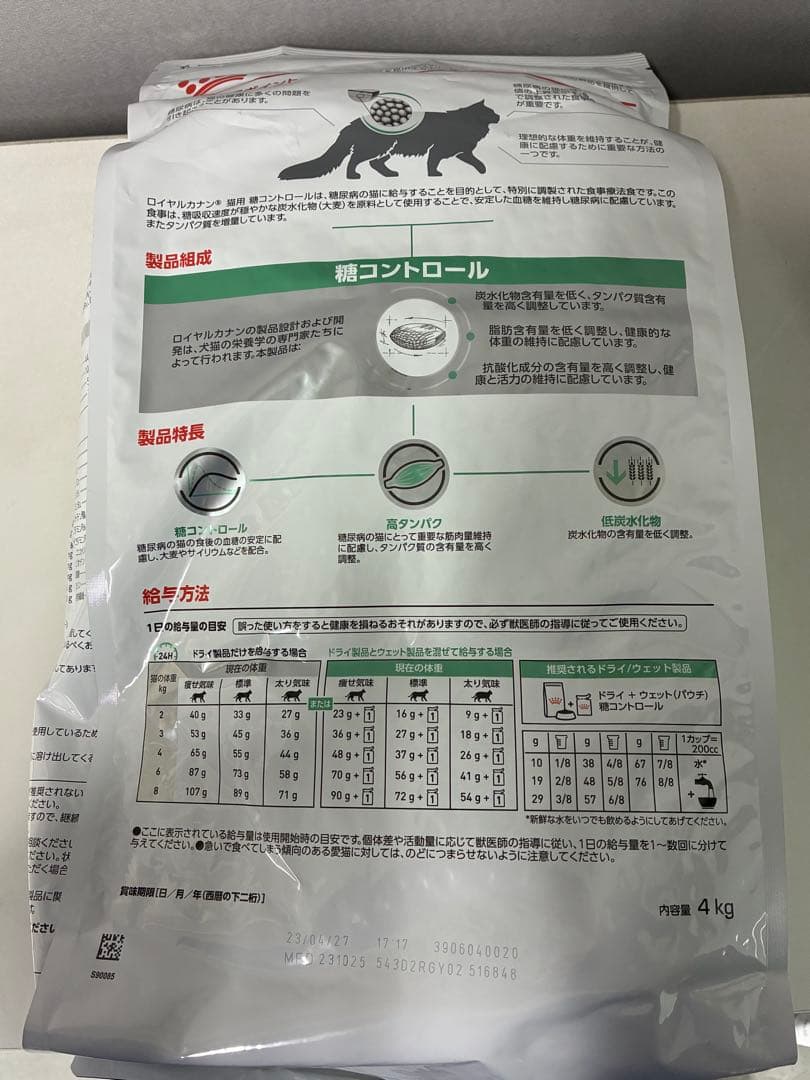 理想的な体重を維持することが、健
康に配慮するために重要な方法の
一つです。
ロイヤルカナン® 猫用 糖コントロールは、糖尿病の猫に給与することを目的として、特別に調製された食事療法食です。この
食事は、糖吸収速度が穏やかな炭水化物(大麦)を原料として使用することで、安定した血糖を維持し糖尿病に配慮しています。
またタンパク質を増量しています。
製品組成
糖コントロール
ロイヤルカナンの製品設計および開
発は、犬猫の栄養学の専門家たちに
よって行われます。本製品は:
炭水化物含有量を低く、タンパク質含有
量を高く調整しています。
脂肪含有量を低く調整し、健康的な
体重の維持に配慮しています。
抗酸化成分の含有量を高く調整し、健
康と活力の維持に配慮しています。
製品特長
糖コントロール
糖尿病の猫の食後の血糖の安定に配
慮し、大麦やサイリウムなどを配合。
高タンパク
糖尿病の猫にとって重要な筋肉量維持
に配慮し、タンパク質の含有量を高く
調整。
低炭水化物
炭水化物の含有量を低く調整。
給与方法
1日の給与量の目安 誤った使い方をすると健康を損ねるおそれがありますので、必ず獣医師の指導に従ってご使用ください。
24H ドライ製品だけを給与する場合 ドライ製品とウェット製品を混ぜて給与する場合
猫の体重 kg 現在の体重 現在の体重 推奨されるドライ/ウェット製品
痩せ気味 標準 太り気味 または 痩せ気味 標準 太り気味
ドライ + ウェット(パウチ)
糖コントロール
2 40 g 33 g 27 g 23 g + 1 16 g + 1 9 g + 1
3 53 g 45 g 36 g 36 g + 1 27 g + 1 18 g + 1
4 65 g 55 g 44 g 48 g + 1 37 g + 1 26 g + 1
6 87 g 73 g 58 g 70 g + 1 56 g + 1 41 g + 1
8 107 g 89 g 71 g 90 g + 1 72 g + 1 54 g + 1
g g g 1カップ=
200cc
10 1/8 38 4/8 67 7/8 水*
19 2/8 48 5/8 76 8/8
29 3/8 57 6/8 +
*新鮮な水をいつでも飲めるようにしてあげてください。
●ここに表示されている給与量は使用開始時の目安です。個体差や活動量に応じて獣医師の指導に従い、1日の給与量を1〜数回に分けて
与えてください。●急いで食べてしまう傾向のある愛猫に対しては、のどにつまらせないように注意してください。
賞味期限[日/月/年(西暦の下二桁)]
内容量 4 kg
23/04/27 17 17 3906040020
MFD 231025 543D2RGY02 516848
S90085